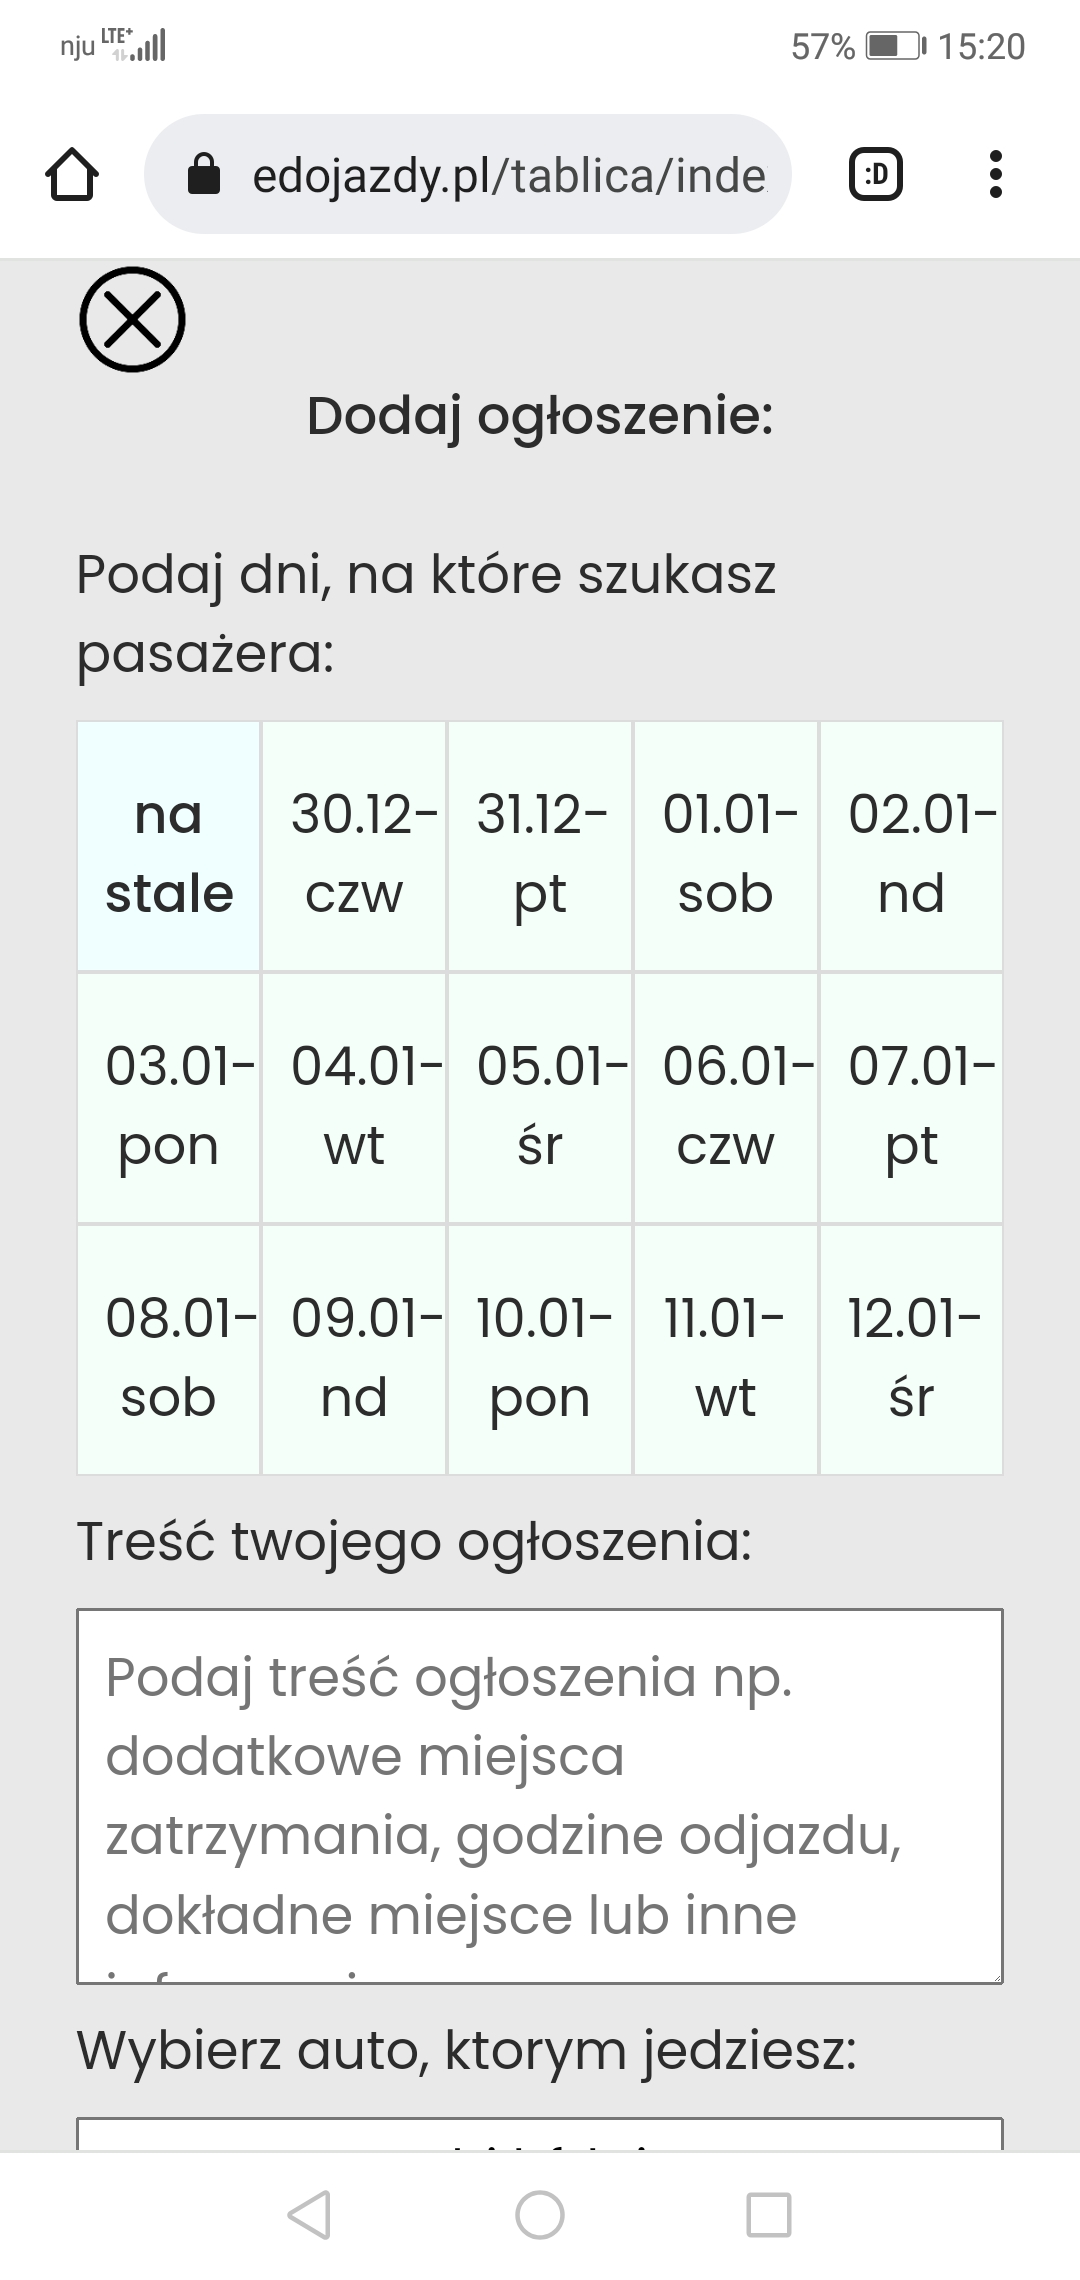 nju LTE+ 57% 15:20
edojazdy.pl/tablica/inde
:D
Dodaj ogłoszenie:
Podaj dni, na które szukasz
pasażera:
na stale 30.12- czw 31.12- pt 01.01- sob 02.01- nd
03.01- pon 04.01- wt 05.01- śr 06.01- czw 07.01- pt
08.01- sob 09.01- nd 10.01- pon 11.01- wt 12.01- śr
Treść twojego ogłoszenia:
Podaj treść ogłoszenia np.
dodatkowe miejsca
zatrzymania, godzine odjazdu,
dokładne miejsce lub inne
Wybierz auto, ktorym jedziesz: